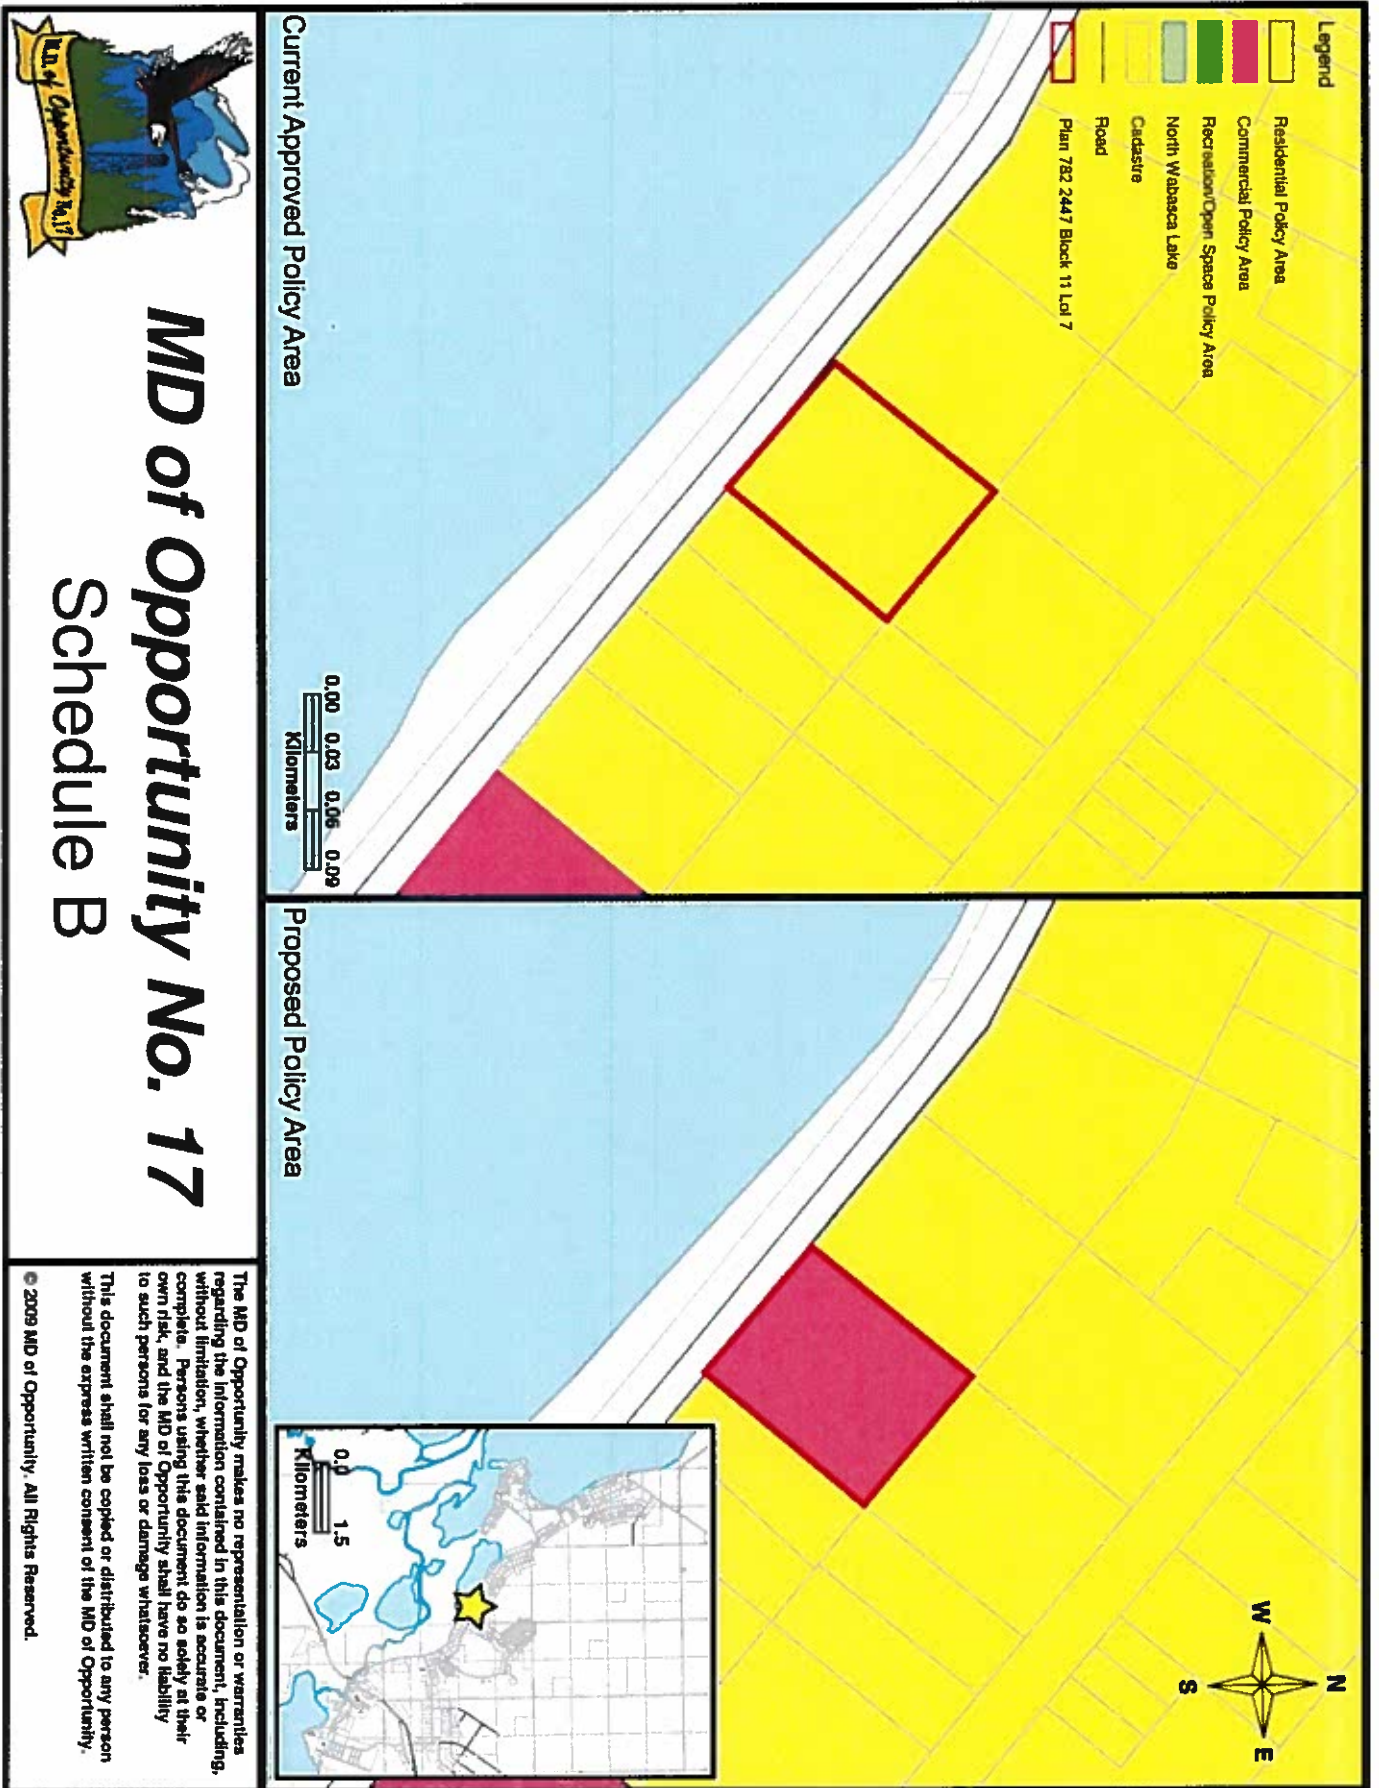 Legend
Residential Policy Area
Commercial Policy Area
Recreation/Open Space Policy Area
North Wabasca Lake
Cadastre
Road
Plan 782 2447 Block 11 Lot 7
Current Approved Policy Area
0.00 0.03 0.06 0.09
Kilometers
Proposed Policy Area
N
W
E
S
0.0 1.5
Kilometers
M.D. of Opportunity No.17
MD of Opportunity No. 17
Schedule B
The MD of Opportunity makes no representation or warranties
regarding the information contained in this document, including,
without limitation, whether said information is accurate or
complete. Persons using this document do so solely at their
own risk, and the MD of Opportunity shall have no liability
to such persons for any loss or damage whatsoever.
This document shall not be copied or distributed to any person
without the express written consent of the MD of Opportunity.
© 2009 MD of Opportunity. All Rights Reserved.